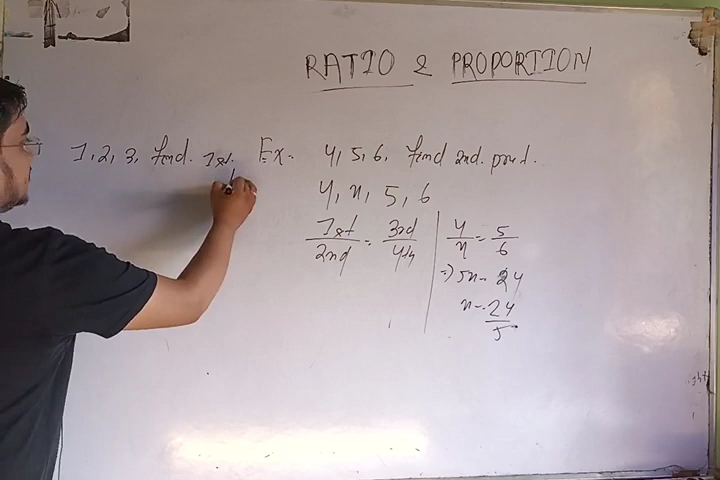 RATIO & PROPORTION
1, 2, 3, find. 1st.
Ex. 4, 5, 6, find 2nd. prod.
4, x, 5, 6
1st/2nd = 3rd/4th
4/x = 5/6
=> 5x = 24
x = 24/5